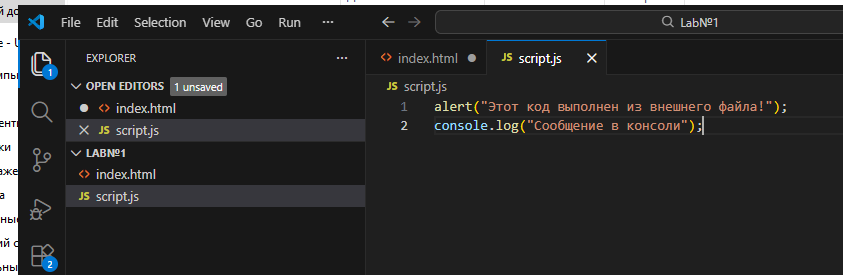 File Edit Selection View Go Run ··· Lab№1
EXPLORER ···
OPEN EDITORS 1 unsaved
index.html
JS script.js
LAB№1
index.html
JS script.js
index.html JS script.js
JS script.js
1 alert("Этот код выполнен из внешнего файла!");
2 console.log("Сообщение в консоли");
1
2